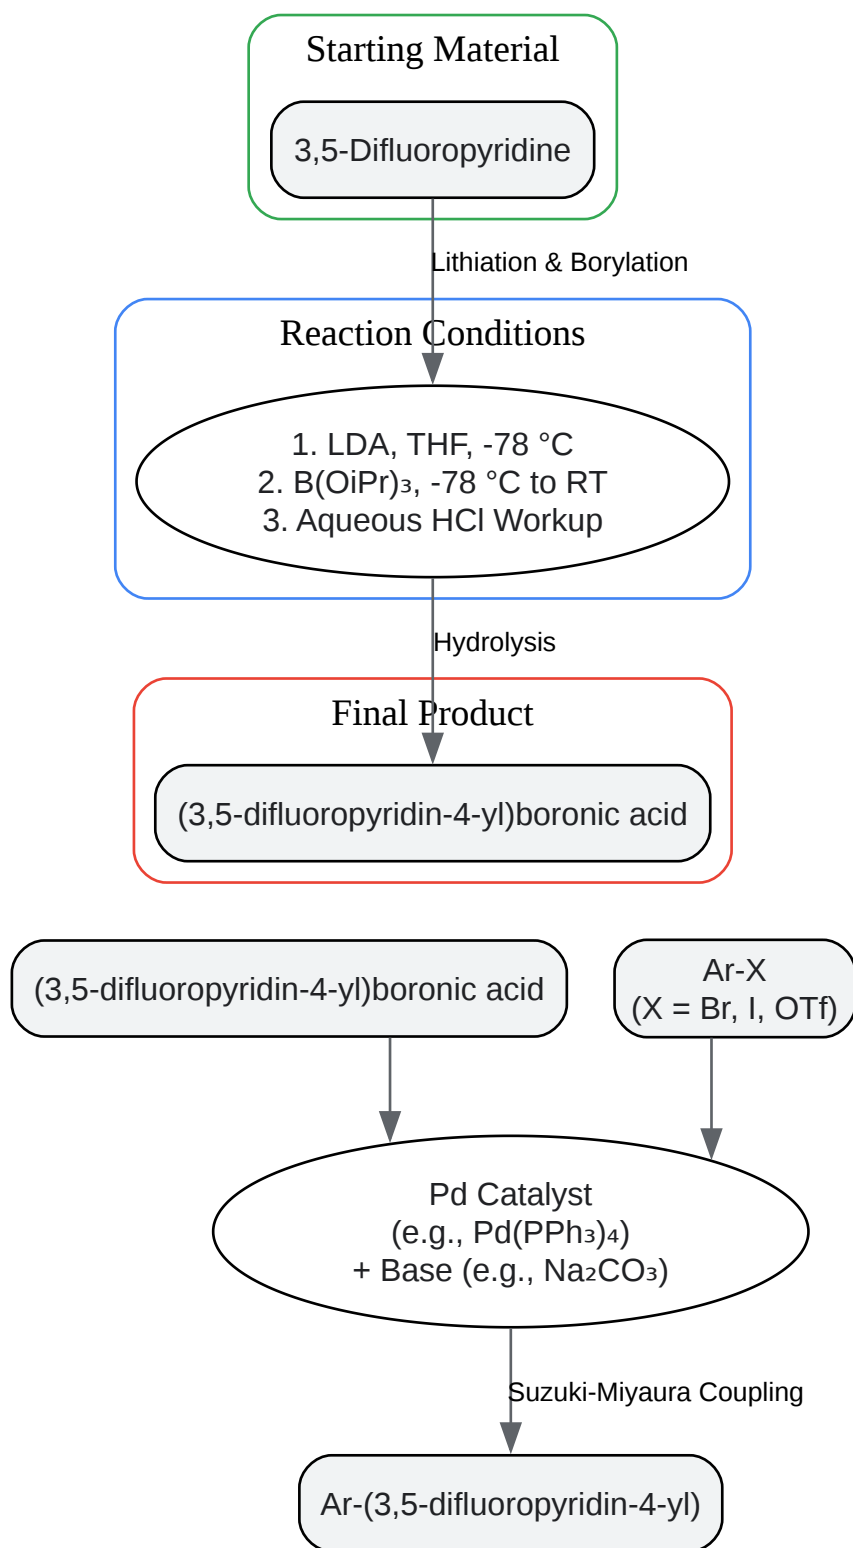 Starting Material
3,5-Difluoropyridine
Lithiation & Borylation
Reaction Conditions
1. LDA, THF, -78 °C
2. B(OiPr)₃, -78 °C to RT
3. Aqueous HCl Workup
Hydrolysis
Final Product
(3,5-difluoropyridin-4-yl)boronic acid
(3,5-difluoropyridin-4-yl)boronic acid
Ar-X
(X = Br, I, OTf)
Pd Catalyst
(e.g., Pd(PPh₃)₄)
+ Base (e.g., Na₂CO₃)
Suzuki-Miyaura Coupling
Ar-(3,5-difluoropyridin-4-yl)